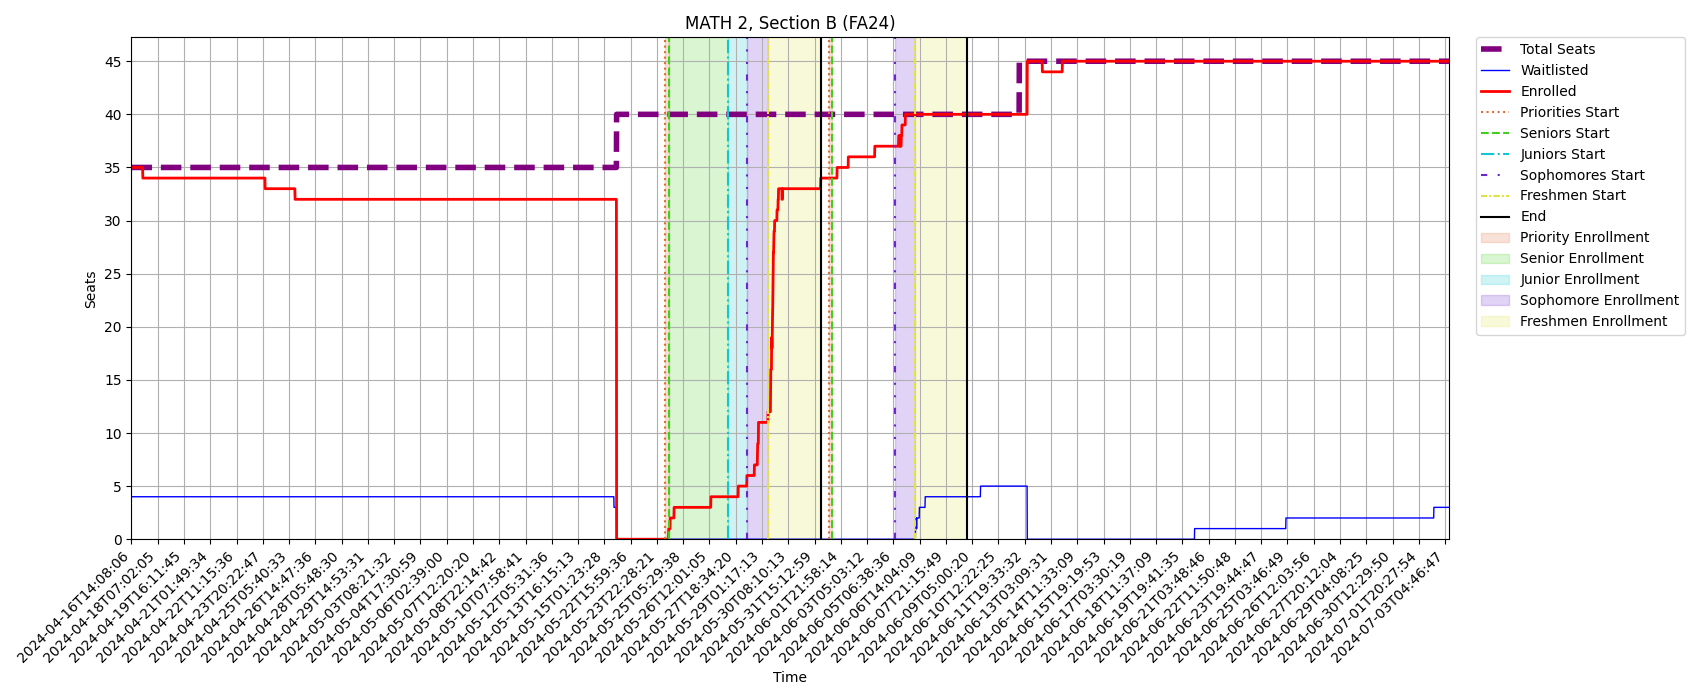 MATH 2, Section B (FA24)
Seats
45
40
35
30
25
20
15
10
5
0
2024-04-16T14:08:06
2024-04-18T07:02:05
2024-04-19T16:11:45
2024-04-21T01:49:34
2024-04-22T11:15:36
2024-04-23T20:22:47
2024-04-25T05:40:33
2024-04-26T14:47:36
2024-04-28T05:48:30
2024-04-29T14:53:31
2024-05-03T08:21:32
2024-05-04T17:30:59
2024-05-06T02:39:00
2024-05-07T12:20:20
2024-05-08T22:14:42
2024-05-10T07:58:41
2024-05-12T05:31:36
2024-05-13T16:15:13
2024-05-15T01:23:28
2024-05-22T15:59:36
2024-05-23T22:28:21
2024-05-25T05:29:38
2024-05-26T12:01:05
2024-05-27T18:34:20
2024-05-29T01:17:13
2024-05-30T08:10:13
2024-05-31T15:12:59
2024-06-01T21:58:14
2024-06-03T05:03:12
2024-06-05T06:38:36
2024-06-06T14:04:09
2024-06-07T21:15:49
2024-06-09T05:00:20
2024-06-10T12:22:25
2024-06-11T19:33:32
2024-06-13T03:09:31
2024-06-14T11:33:09
2024-06-15T19:19:53
2024-06-17T03:30:19
2024-06-18T11:37:09
2024-06-19T19:41:35
2024-06-21T03:48:46
2024-06-22T11:50:48
2024-06-23T19:44:47
2024-06-25T03:46:49
2024-06-26T12:03:56
2024-06-27T20:12:04
2024-06-29T04:08:25
2024-06-30T12:29:50
2024-07-01T20:27:54
2024-07-03T04:46:47
Time
Total Seats
Waitlisted
Enrolled
Priorities Start
Seniors Start
Juniors Start
Sophomores Start
Freshmen Start
End
Priority Enrollment
Senior Enrollment
Junior Enrollment
Sophomore Enrollment
Freshmen Enrollment